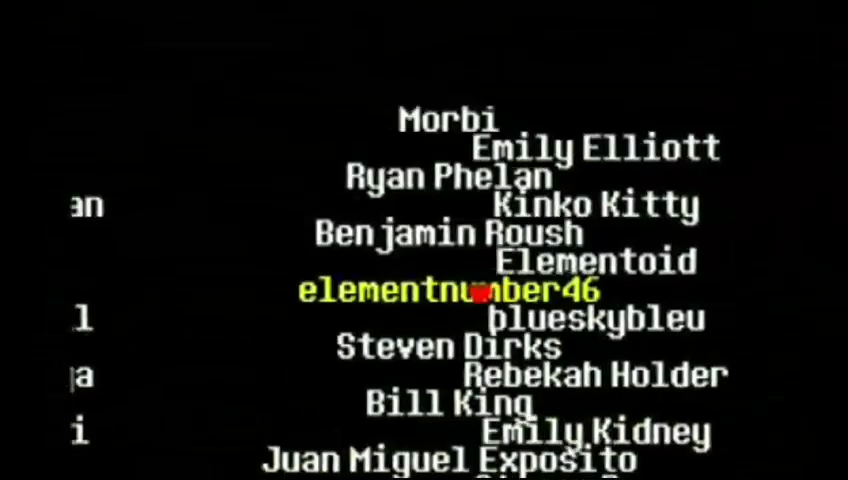 Morbi
Emily Elliott
Ryan Phelan
an
Kinko Kitty
Benjamin Roush
Elementoid
elementnumber46
l
blueskybleu
Steven Dirks
a
Rebekah Holder
Bill King
i
Emily Kidney
Juan Miguel Exposito